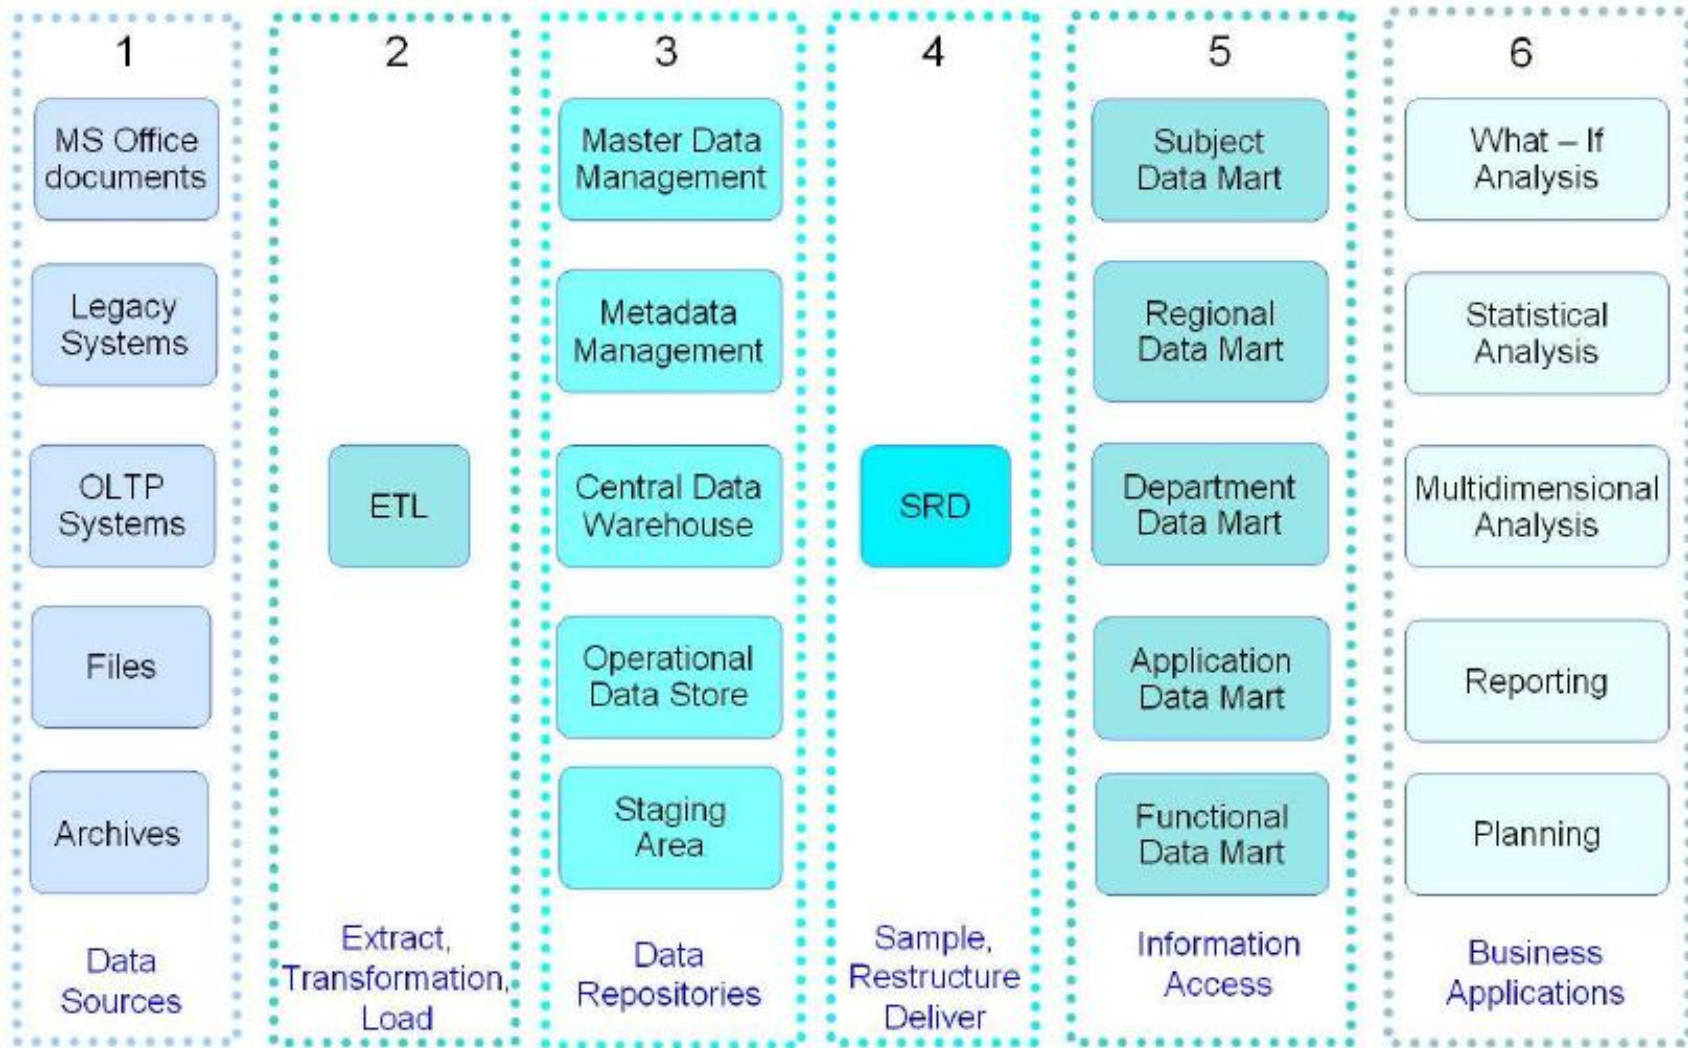 1
MS Office
documents
Legacy
Systems
OLTP
Systems
Files
Archives
Data
Sources
2
ETL
Extract,
Transformation,
Load
3
Master Data
Management
Metadata
Management
Central Data
Warehouse
Operational
Data Store
Staging
Area
Data
Repositories
4
SRD
Sample,
Restructure
Deliver
5
Subject
Data Mart
Regional
Data Mart
Department
Data Mart
Application
Data Mart
Functional
Data Mart
Information
Access
6
What – If
Analysis
Statistical
Analysis
Multidimensional
Analysis
Reporting
Planning
Business
Applications